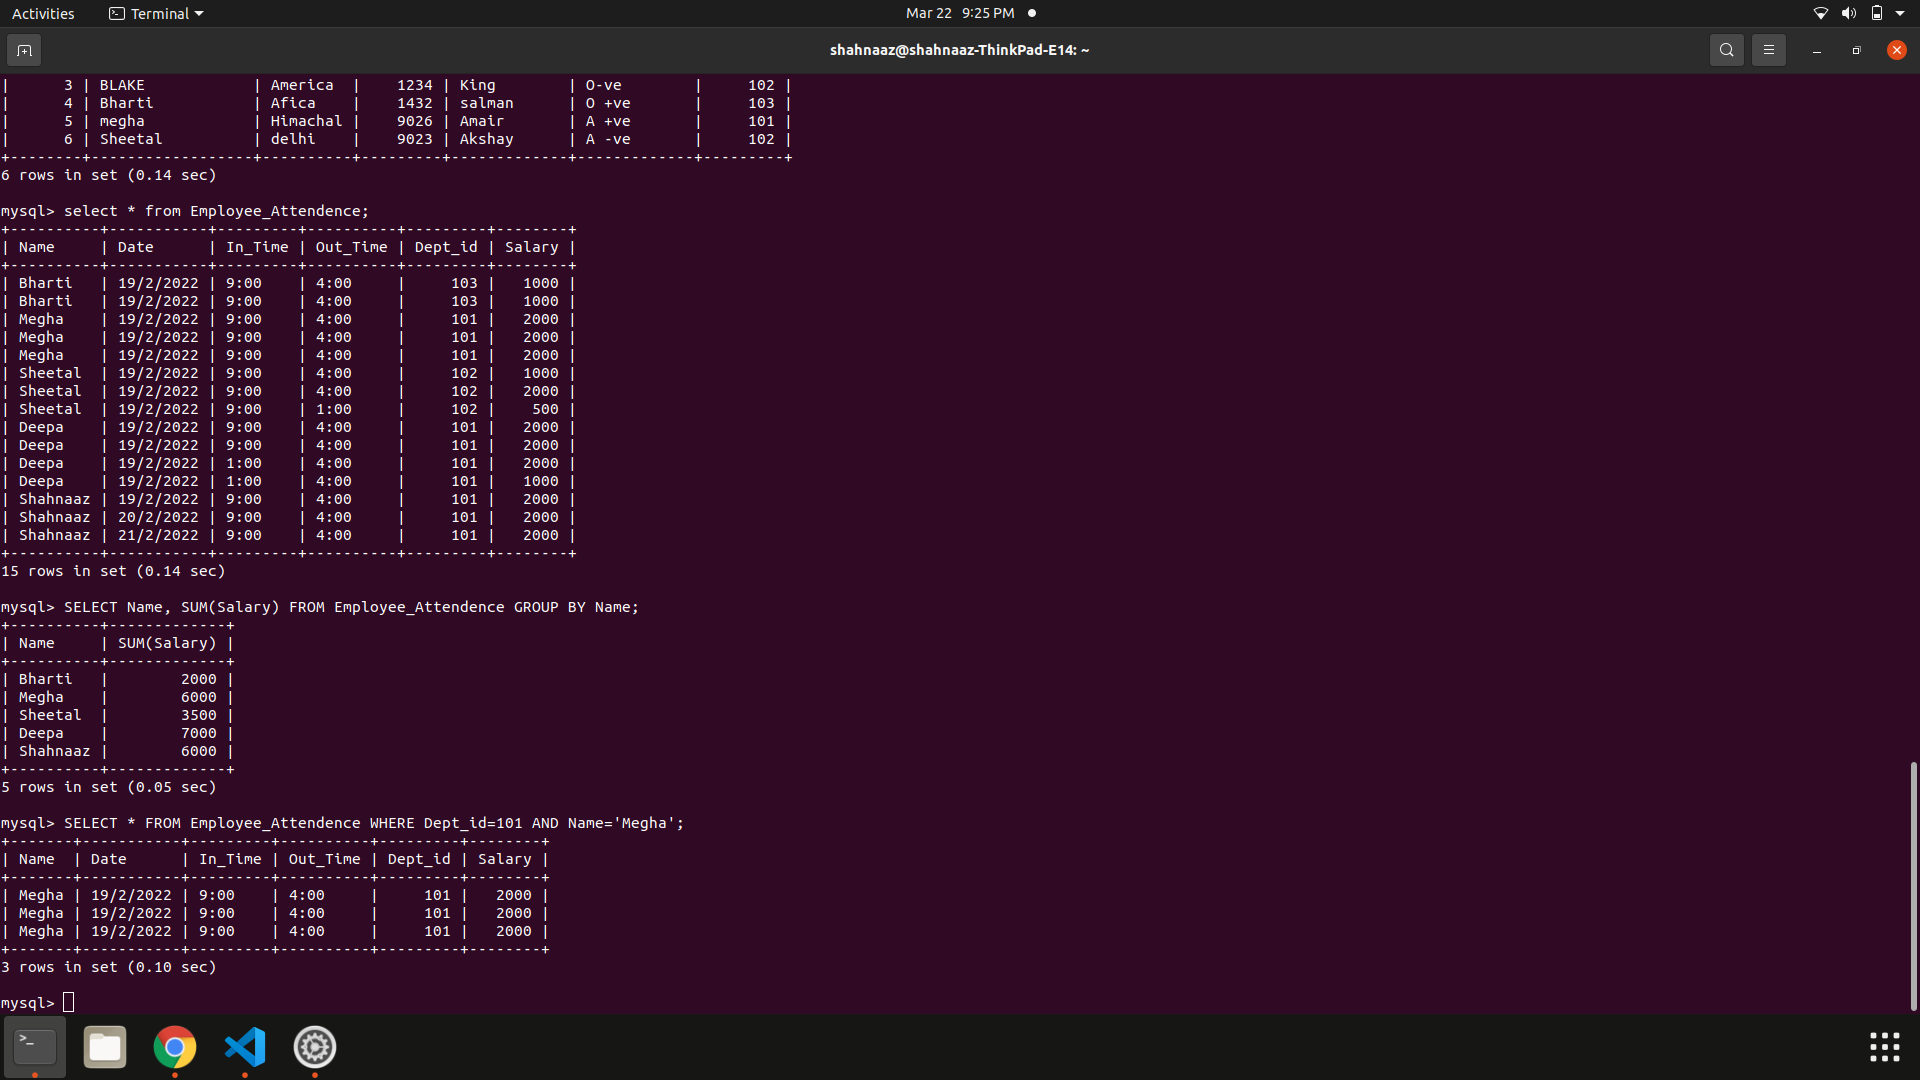 Activities Terminal Mar 22 9:25 PM
shahnaaz@shahnaaz-ThinkPad-E14: ~
|      3 | BLAKE            | America  |    1234 | King        | O-ve        |     102 |
|      4 | Bharti           | Afica    |    1432 | salman      | O +ve       |     103 |
|      5 | megha            | Himachal |    9026 | Amair       | A +ve       |     101 |
|      6 | Sheetal          | delhi    |    9023 | Akshay      | A -ve       |     102 |
+--------+------------------+----------+---------+-------------+-------------+---------+
6 rows in set (0.14 sec)
mysql> select * from Employee_Attendence;
+----------+-----------+---------+----------+---------+--------+
| Name     | Date      | In_Time | Out_Time | Dept_id | Salary |
+----------+-----------+---------+----------+---------+--------+
| Bharti   | 19/2/2022 | 9:00    | 4:00     |     103 |   1000 |
| Bharti   | 19/2/2022 | 9:00    | 4:00     |     103 |   1000 |
| Megha    | 19/2/2022 | 9:00    | 4:00     |     101 |   2000 |
| Megha    | 19/2/2022 | 9:00    | 4:00     |     101 |   2000 |
| Megha    | 19/2/2022 | 9:00    | 4:00     |     101 |   2000 |
| Sheetal  | 19/2/2022 | 9:00    | 4:00     |     102 |   1000 |
| Sheetal  | 19/2/2022 | 9:00    | 4:00     |     102 |   2000 |
| Sheetal  | 19/2/2022 | 9:00    | 1:00     |     102 |    500 |
| Deepa    | 19/2/2022 | 9:00    | 4:00     |     101 |   2000 |
| Deepa    | 19/2/2022 | 9:00    | 4:00     |     101 |   2000 |
| Deepa    | 19/2/2022 | 1:00    | 4:00     |     101 |   2000 |
| Deepa    | 19/2/2022 | 1:00    | 4:00     |     101 |   1000 |
| Shahnaaz | 19/2/2022 | 9:00    | 4:00     |     101 |   2000 |
| Shahnaaz | 20/2/2022 | 9:00    | 4:00     |     101 |   2000 |
| Shahnaaz | 21/2/2022 | 9:00    | 4:00     |     101 |   2000 |
+----------+-----------+---------+----------+---------+--------+
15 rows in set (0.14 sec)
mysql> SELECT Name, SUM(Salary) FROM Employee_Attendence GROUP BY Name;
+----------+-------------+
| Name     | SUM(Salary) |
+----------+-------------+
| Bharti   |        2000 |
| Megha    |        6000 |
| Sheetal  |        3500 |
| Deepa    |        7000 |
| Shahnaaz |        6000 |
+----------+-------------+
5 rows in set (0.05 sec)
mysql> SELECT * FROM Employee_Attendence WHERE Dept_id=101 AND Name='Megha';
+-------+-----------+---------+----------+---------+--------+
| Name  | Date      | In_Time | Out_Time | Dept_id | Salary |
+-------+-----------+---------+----------+---------+--------+
| Megha | 19/2/2022 | 9:00    | 4:00     |     101 |   2000 |
| Megha | 19/2/2022 | 9:00    | 4:00     |     101 |   2000 |
| Megha | 19/2/2022 | 9:00    | 4:00     |     101 |   2000 |
+-------+-----------+---------+----------+---------+--------+
3 rows in set (0.10 sec)
mysql>